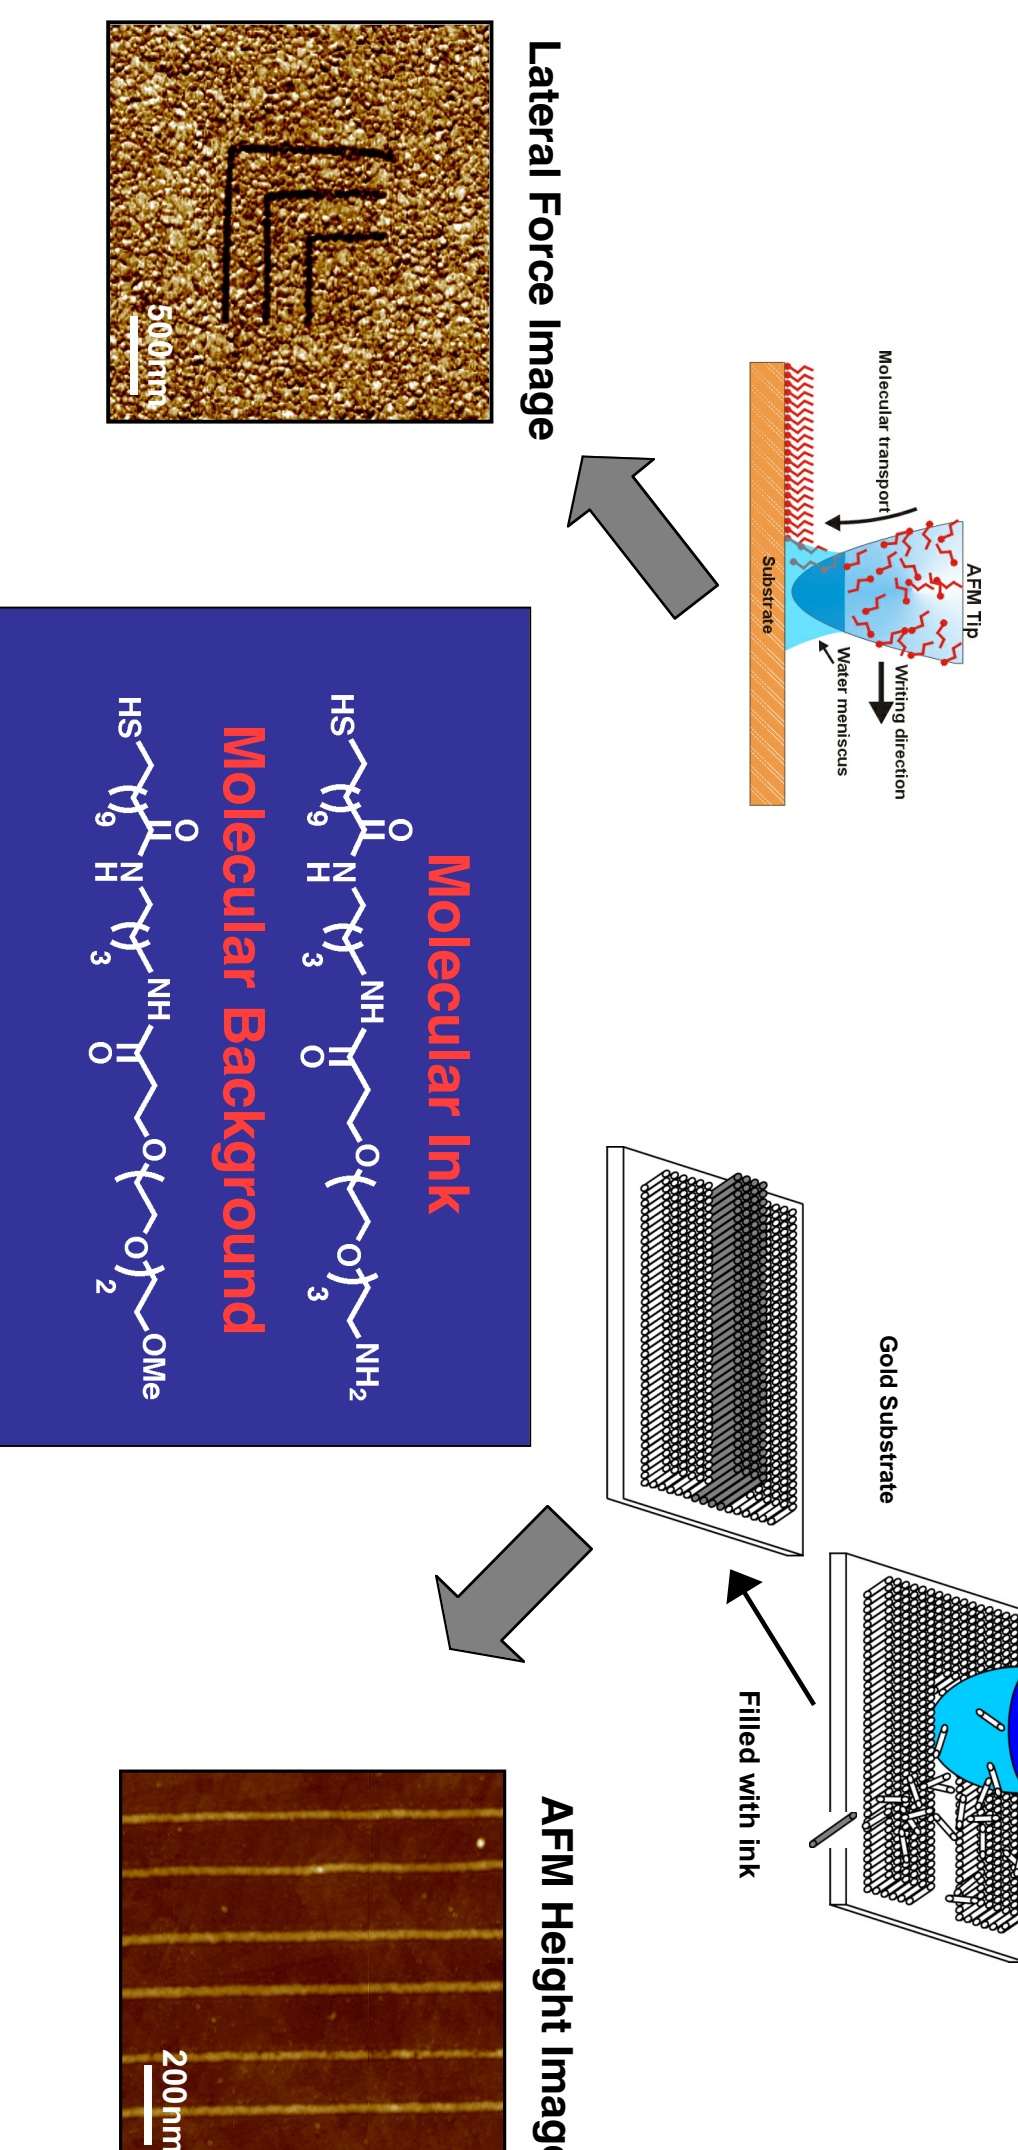 AFM Tip
Molecular transport
Writing direction
Water meniscus
Substrate
Lateral Force Image
500nm
Gold Substrate
Filled with ink
Molecular Ink
HS
9
O
N
H
3
NH
O
O
O
3
NH2
Molecular Background
HS
9
O
N
H
3
NH
O
O
O
2
OMe
AFM Height Image
200nm